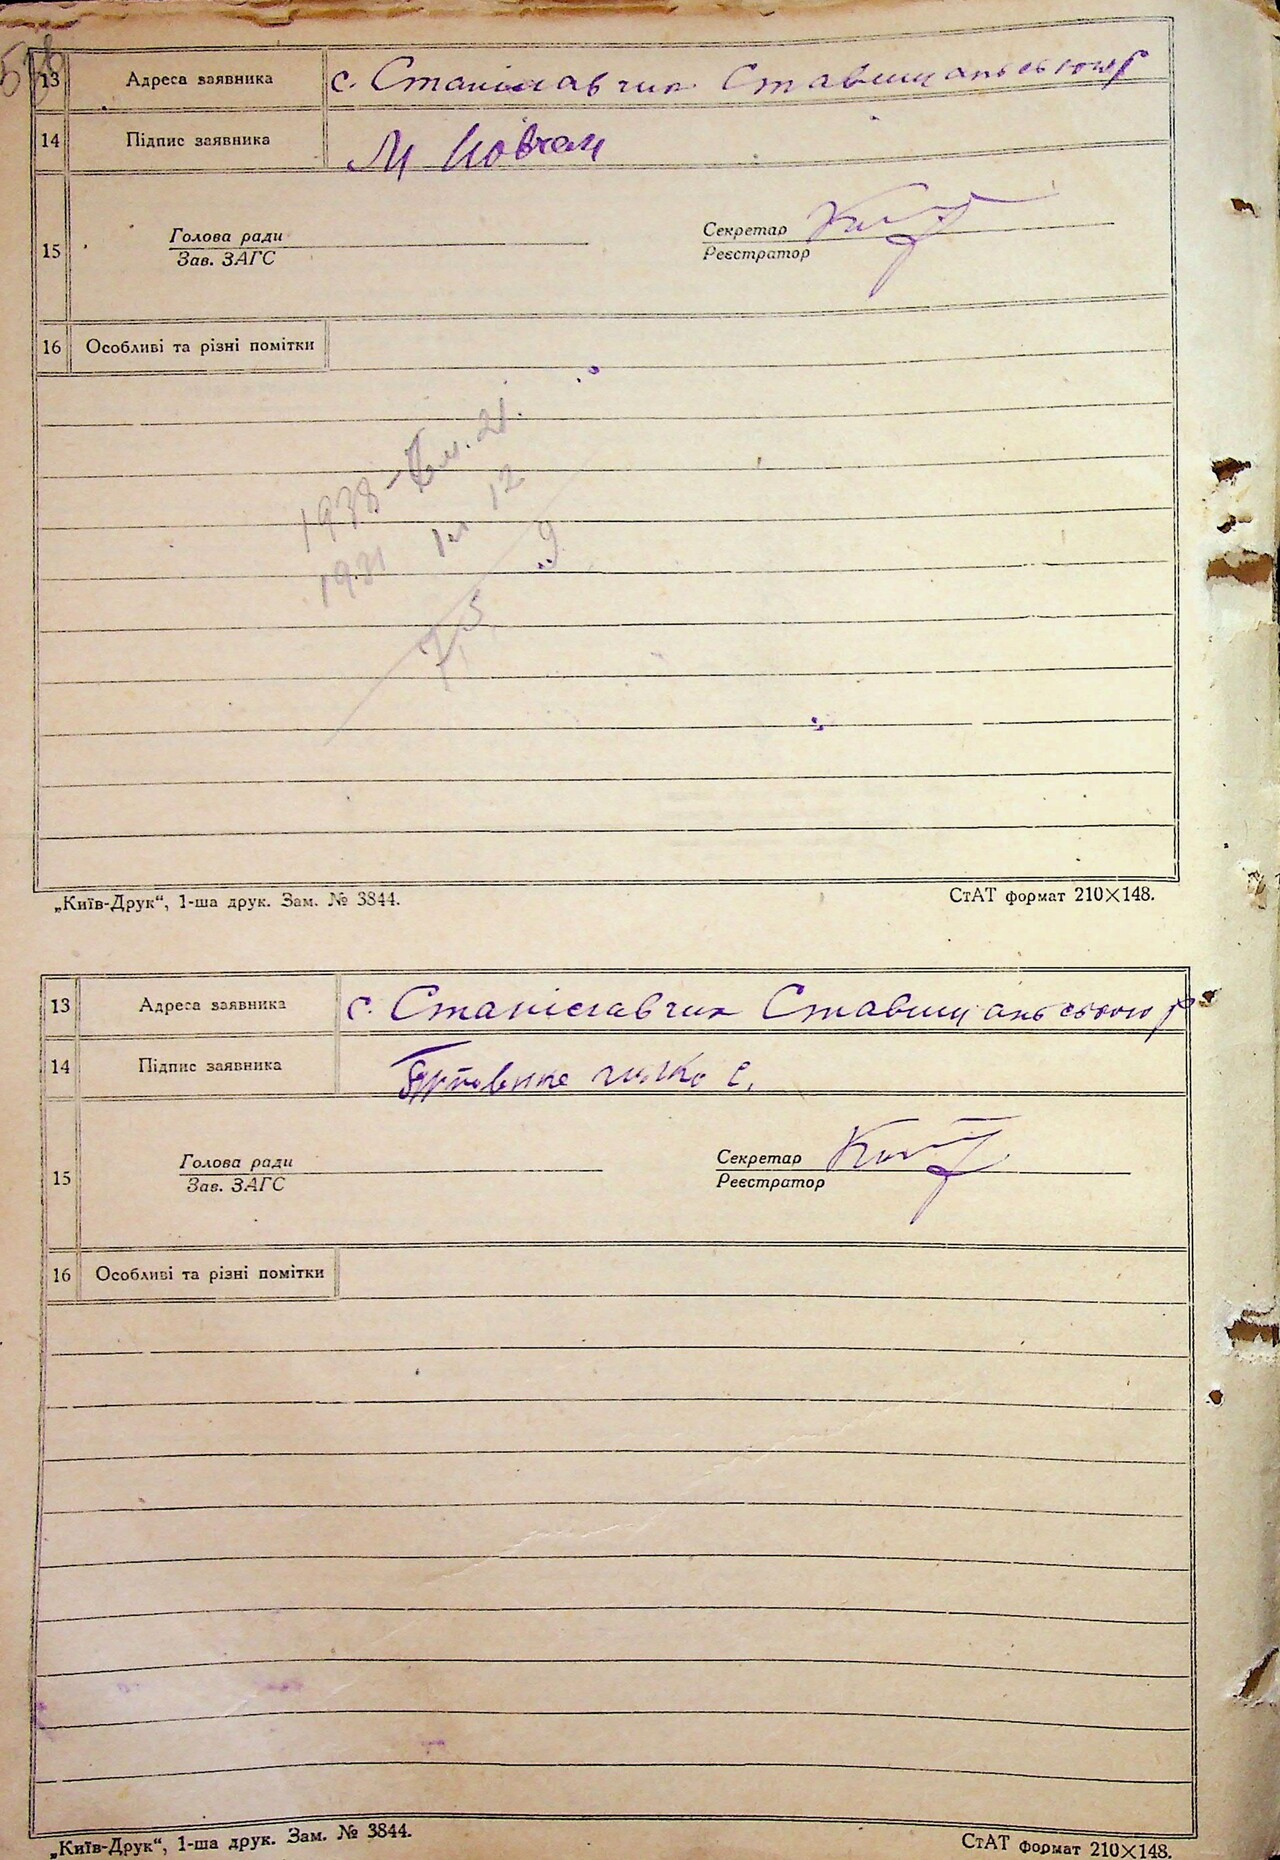 13 Адреса заявника с. Станіславчик Ставищанського р
14 Підпис заявника М
15 Голова ради Секретар
Зав. ЗАГС Реєстратор
16 Особливі та різні помітки
1938
12
9
„Київ-Друк“, 1-ша друк. Зам. № 3844. СтАТ формат 210×148.
13 Адреса заявника с. Станіславчик Ставищанського р
14 Підпис заявника
15 Голова ради Секретар
Зав. ЗАГС Реєстратор
16 Особливі та різні помітки
„Київ-Друк“, 1-ша друк. Зам. № 3844. СтАТ формат 210×148.